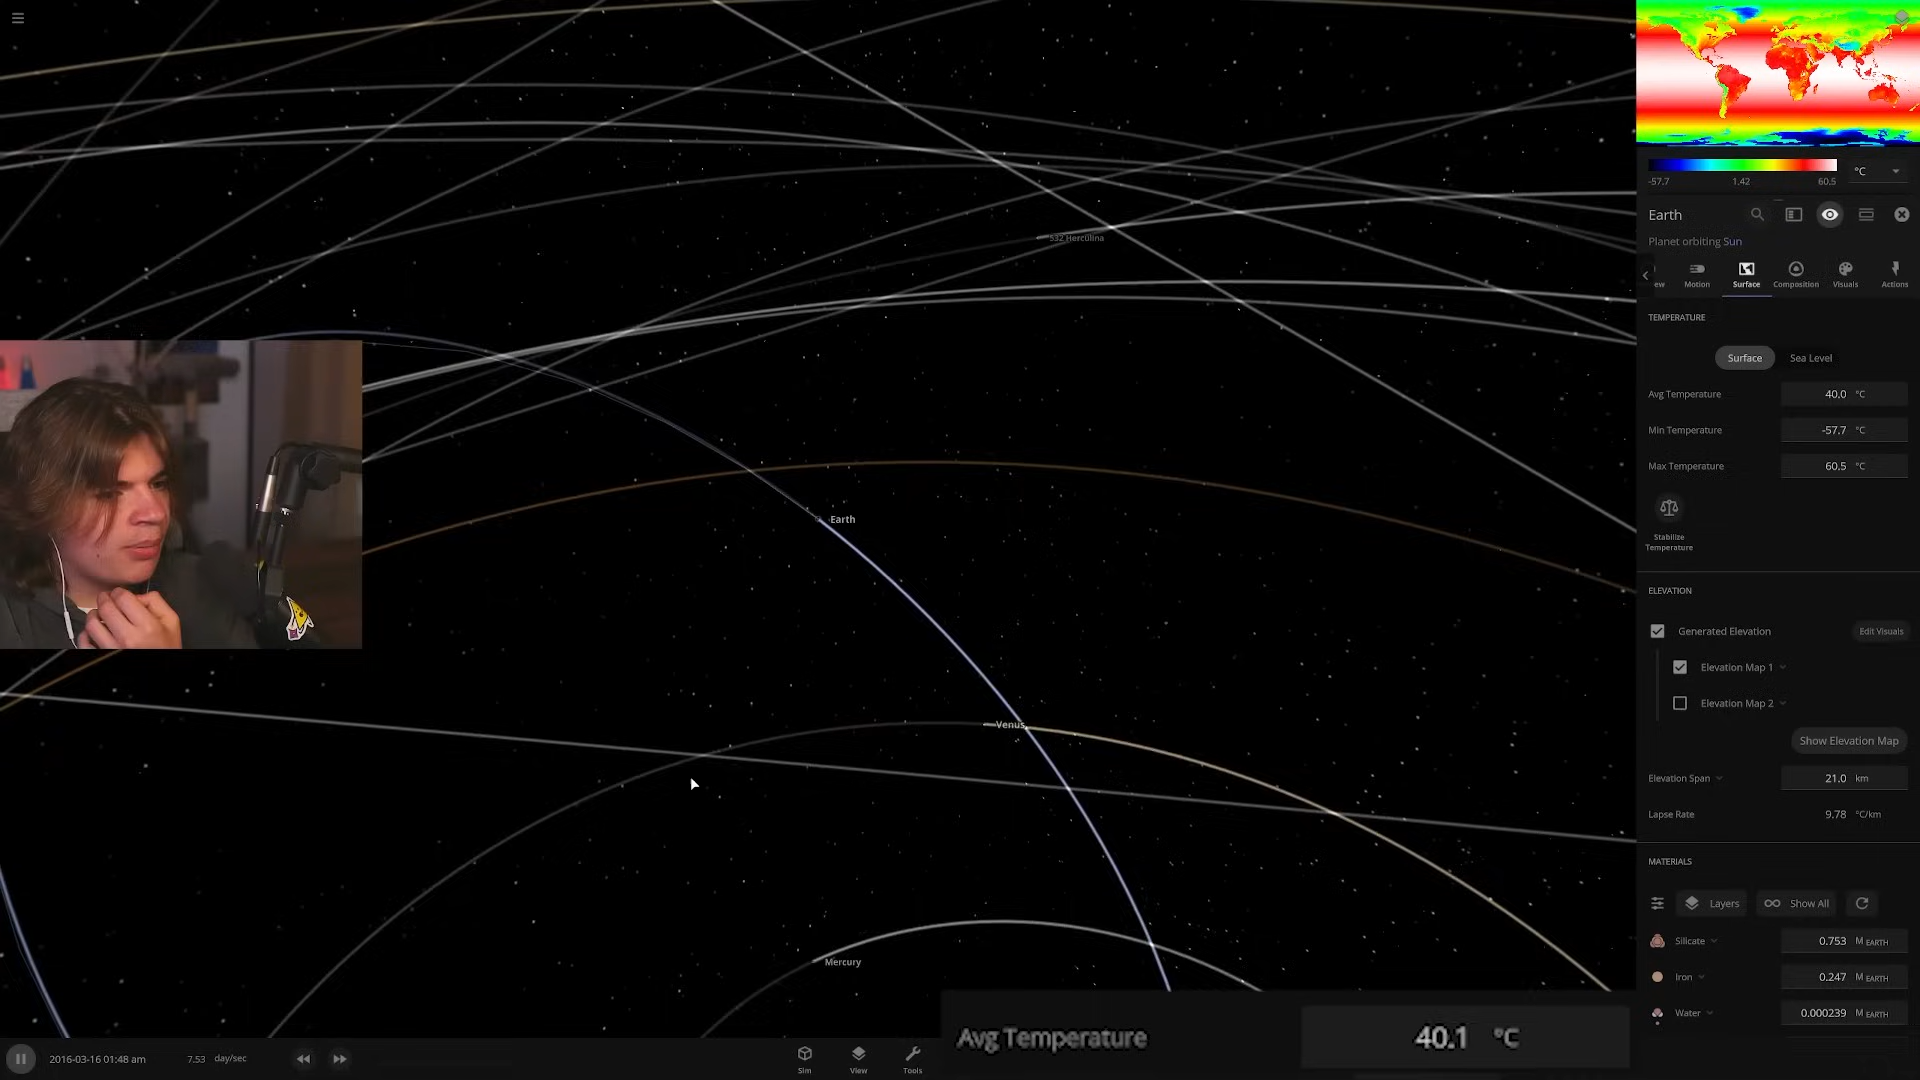 -57.7
1.42
60.5
°C
Earth
Planet orbiting Sun
ew
Motion
Surface
Composition
Visuals
Actions
TEMPERATURE
Surface
Sea Level
Avg Temperature
40.0 °C
Min Temperature
-57.7 °C
Max Temperature
60.5 °C
Stabilize
Temperature
ELEVATION
Generated Elevation
Edit Visuals
Elevation Map 1
Elevation Map 2
Show Elevation Map
Elevation Span
21.0 km
Lapse Rate
9.78 °C/km
MATERIALS
Layers
Show All
Silicate
0.753 M EARTH
Iron
0.247 M EARTH
Water
0.000239 M EARTH
532 Herculina
Earth
Venus
Mercury
2016-03-16 01:48 am
7.53 day/sec
Sim
View
Tools
Avg Temperature
40.1 °C